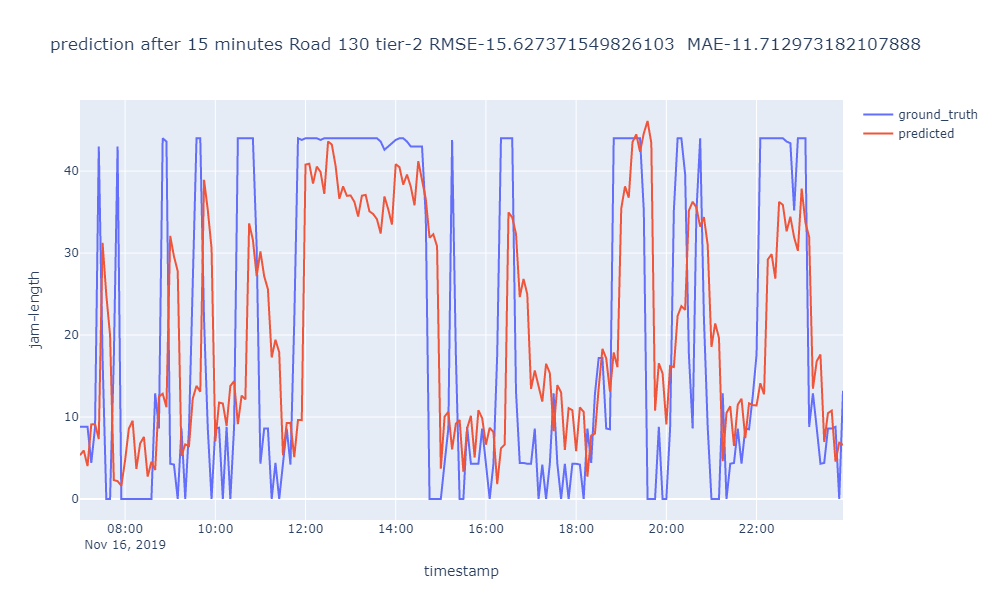 prediction after 15 minutes Road 130 tier-2 RMSE-15.627371549826103  MAE-11.712973182107888
ground_truth
predicted
jam-length
40
30
20
10
0
08:00 10:00 12:00 14:00 16:00 18:00 20:00 22:00
Nov 16, 2019
timestamp